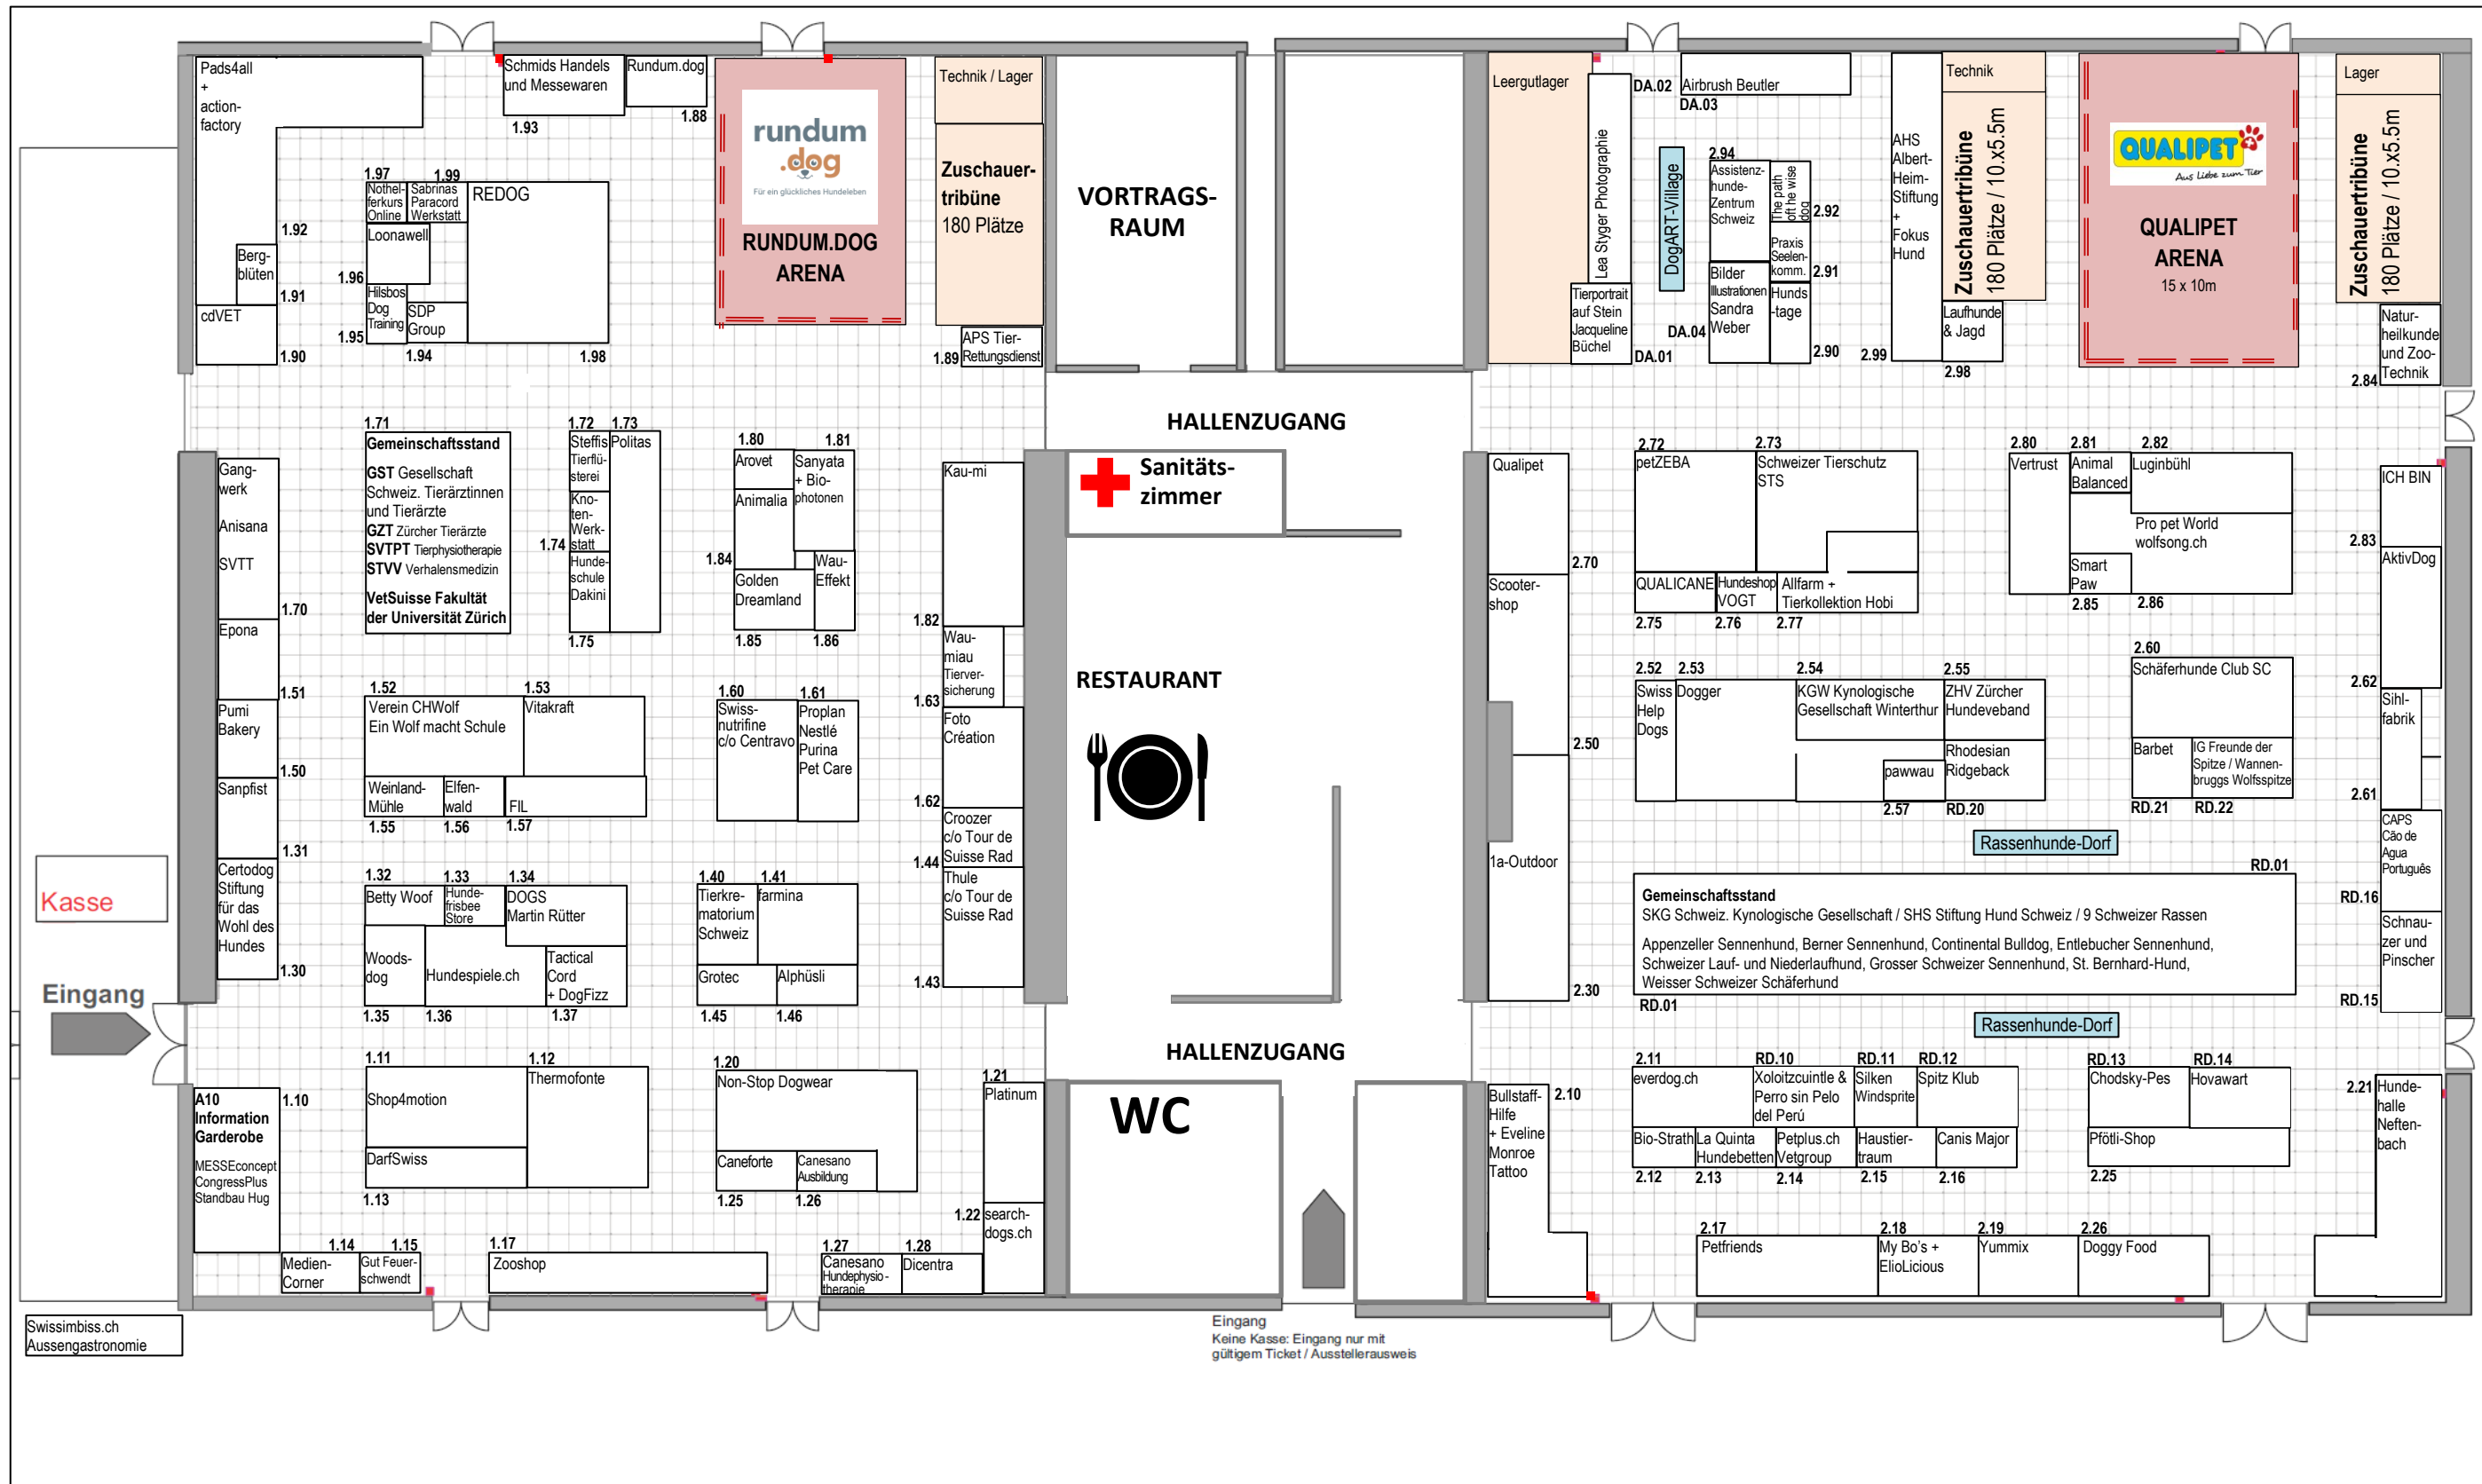 Pads4all
+
action-
factory
Schmids Handels
und Messewaren
1.93
Rundum.dog
1.88
rundum
.dog
Für ein glückliches Hundeleben
RUNDUM.DOG
ARENA
Technik / Lager
Zuschauer-
tribüne
180 Plätze
APS Tier-
Rettungsdienst
1.89
1.97
1.99
Nothel-
ferkurs
Online
Sabrinas
Paracord
Werkstatt
REDOG
Loonawell
1.92
Berg-
blüten
1.96
1.91
Hilsbos
Dog
Training
SDP
Group
cdVET
1.95
1.94
1.98
1.90
VORTRAGS-
RAUM
HALLENZUGANG
Sanitäts-
zimmer
RESTAURANT
HALLENZUGANG
WC
Eingang
Keine Kasse: Eingang nur mit
gültigem Ticket / Ausstellerausweis
Gang-
werk
Anisana
SVTT
1.70
Epona
1.51
Pumi
Bakery
1.50
Sanpfist
1.31
Certodog
Stiftung
für das
Wohl des
Hundes
1.30
1.71
Gemeinschaftsstand
GST Gesellschaft
Schweiz. Tierärztinnen
und Tierärzte
GZT Zürcher Tierärzte
SVTPT Tierphysiotherapie
STVV Verhalensmedizin
VetSuisse Fakultät
der Universität Zürich
1.72
1.73
Steffis
Tierflü-
sterei
Politas
Kno-
ten-
Werk-
statt
1.74
Hunde-
schule
Dakini
1.75
1.80
1.81
Arovet
Sanyata
+ Bio-
photonen
Animalia
1.84
Golden
Dreamland
Wau-
Effekt
1.85
1.86
Kau-mi
1.82
Wau-
miau
Tierver-
sicherung
1.63
Foto
Création
1.62
Croozer
c/o Tour de
Suisse Rad
1.44
Thule
c/o Tour de
Suisse Rad
1.43
1.52
1.53
Verein CHWolf
Ein Wolf macht Schule
Vitakraft
Weinland-
Mühle
Elfen-
wald
FIL
1.55
1.56
1.57
1.60
1.61
Swiss-
nutrifine
c/o Centravo
Proplan
Nestlé
Purina
Pet Care
1.32
1.33
1.34
Betty Woof
Hunde-
frisbee
Store
DOGS
Martin Rütter
Woods-
dog
Hundespiele.ch
Tactical
Cord
+ DogFizz
1.35
1.36
1.37
1.40
1.41
Tierkre-
matorium
Schweiz
farmina
Grotec
Alphüsli
1.45
1.46
Kasse
Eingang
A10
Information
Garderobe
MESSEconcept
CongressPlus
Standbau Hug
1.10
1.11
1.12
Shop4motion
Thermofonte
DarfSwiss
1.13
1.20
Non-Stop Dogwear
Caneforte
Canesano
Ausbildung
1.25
1.26
1.21
Platinum
1.22
search-
dogs.ch
1.14
1.15
Medien-
Corner
Gut Feuer-
schwendt
1.17
Zooshop
1.27
1.28
Canesano
Hundephysio-
therapie
Dicentra
Swissimbiss.ch
Aussengastronomie
Leergutlager
Lea Styger Photographie
DA.02
Airbrush Beutler
DA.03
DogART-Village
Tierportrait
auf Stein
Jacqueline
Büchel
DA.01
2.94
Assistenz-
hunde-
Zentrum
Schweiz
The path
oft he wise
dog
2.92
Praxis
Seelen-
komm.
2.91
Bilder
Illustrationen
Sandra
Weber
DA.04
Hunds
-tage
2.90
AHS
Albert-
Heim-
Stiftung
+
Fokus
Hund
2.99
Technik
Zuschauertribüne
180 Plätze / 10.x5.5m
Laufhunde
& Jagd
2.98
QUALIPET
Aus Liebe zum Tier
QUALIPET
ARENA
15 x 10m
Lager
Zuschauertribüne
180 Plätze / 10.x5.5m
Natur-
heilkunde
und Zoo-
Technik
2.84
Qualipet
2.70
Scooter-
shop
2.50
1a-Outdoor
2.30
2.72
2.73
petZEBA
Schweizer Tierschutz
STS
QUALICANE
Hundeshop
VOGT
Allfarm +
Tierkollektion Hobi
2.75
2.76
2.77
2.80
2.81
2.82
Vertrust
Animal
Balanced
Luginbühl
Pro pet World
wolfsong.ch
Smart
Paw
2.85
2.86
ICH BIN
2.83
AktivDog
2.62
Sihl-
fabrik
2.61
CAPS
Cão de
Agua
Português
RD.16
Schnau-
zer und
Pinscher
RD.15
2.52
2.53
2.54
2.55
Swiss
Help
Dogs
Dogger
KGW Kynologische
Gesellschaft Winterthur
ZHV Zürcher
Hundeveband
pawwau
Rhodesian
Ridgeback
2.57
RD.20
2.60
Schäferhunde Club SC
Barbet
IG Freunde der
Spitze / Wannen-
bruggs Wolfsspitze
RD.21
RD.22
Rassenhunde-Dorf
RD.01
Gemeinschaftsstand
SKG Schweiz. Kynologische Gesellschaft / SHS Stiftung Hund Schweiz / 9 Schweizer Rassen
Appenzeller Sennenhund, Berner Sennenhund, Continental Bulldog, Entlebucher Sennenhund,
Schweizer Lauf- und Niederlaufhund, Grosser Schweizer Sennenhund, St. Bernhard-Hund,
Weisser Schweizer Schäferhund
RD.01
Rassenhunde-Dorf
Bullstaff-
Hilfe
+ Eveline
Monroe
Tattoo
2.10
2.11
RD.10
RD.11
RD.12
everdog.ch
Xoloitzcuintle &
Perro sin Pelo
del Perú
Silken
Windsprite
Spitz Klub
Bio-Strath
La Quinta
Hundebetten
Petplus.ch
Vetgroup
Haustier-
traum
Canis Major
2.12
2.13
2.14
2.15
2.16
RD.13
RD.14
Chodsky-Pes
Hovawart
Pfötli-Shop
2.25
2.21
Hunde-
halle
Neften-
bach
2.17
2.18
2.19
2.26
Petfriends
My Bo's +
ElioLicious
Yummix
Doggy Food